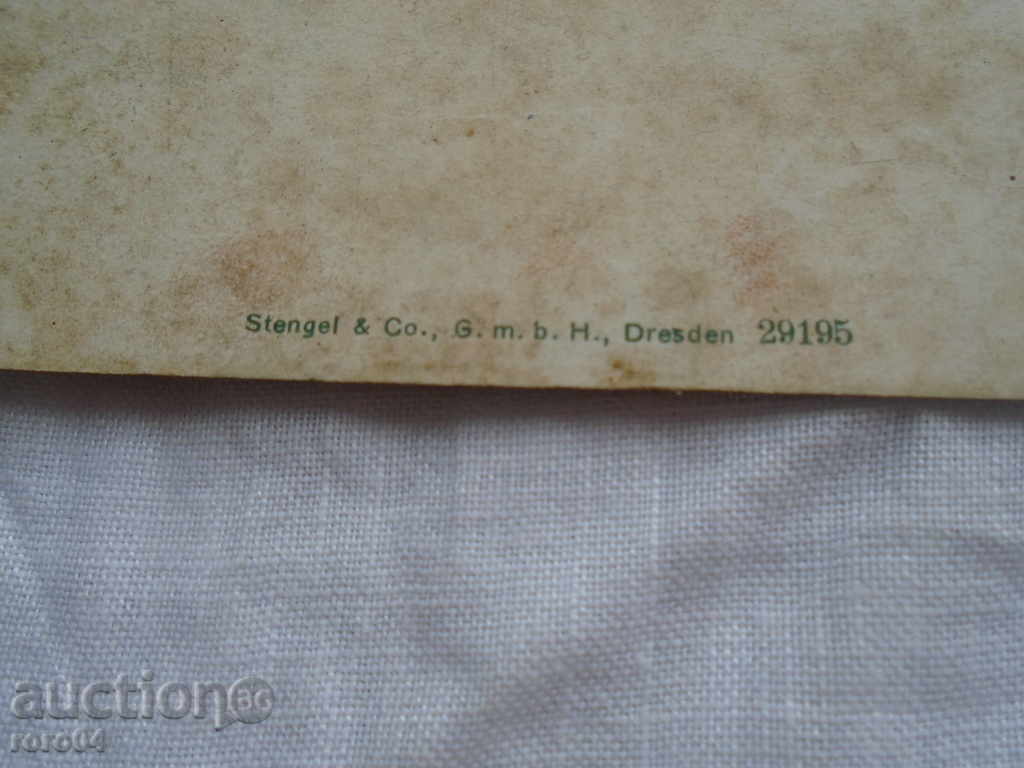 Stengel & Co., G. m. b. H., Dresden 29195
auction BG
roro04